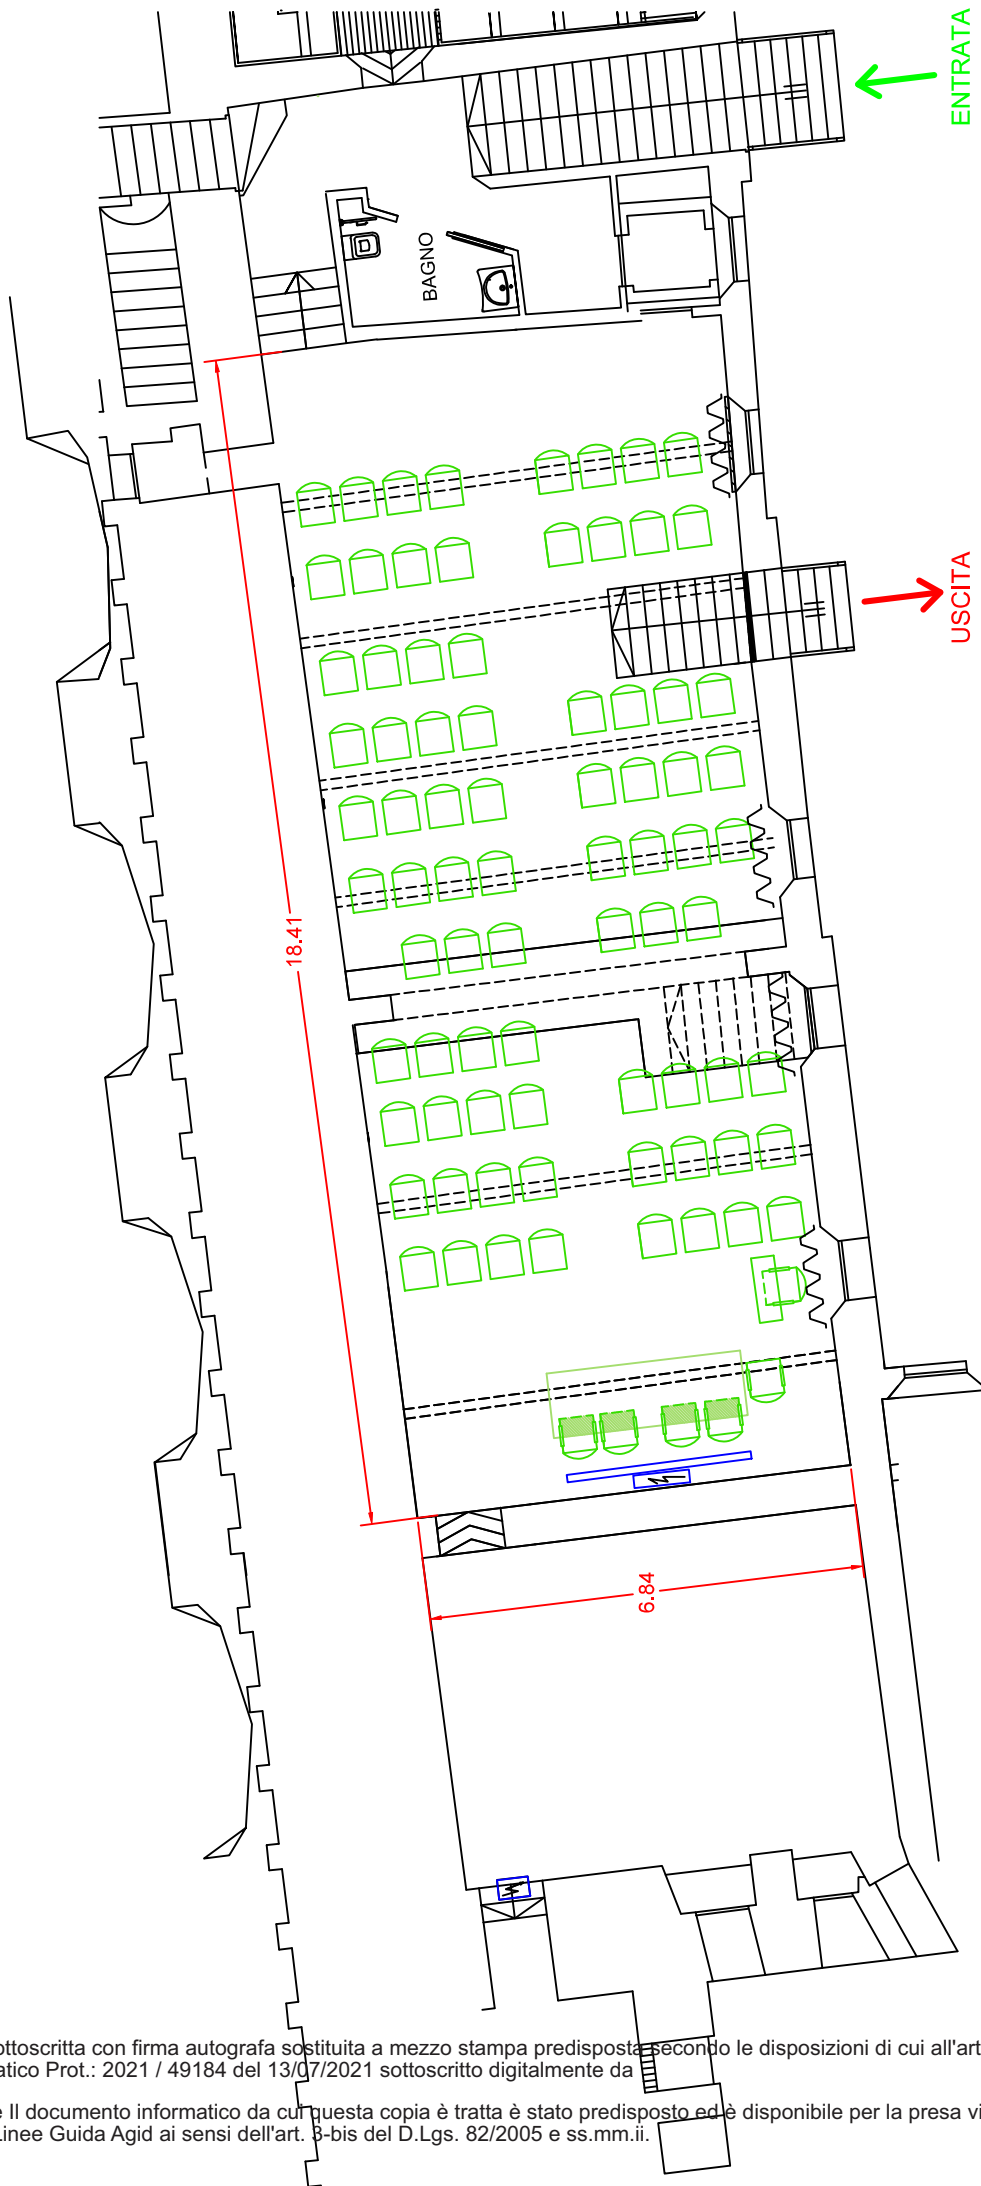 ENTRATA
BAGNO
USCITA
18.41
6.84
ottoscritta con firma autografa sostituita a mezzo stampa predisposta secondo le disposizioni di cui all'art
atico Prot.: 2021 / 49184 del 13/07/2021 sottoscritto digitalmente da
e Il documento informatico da cui questa copia è tratta è stato predisposto ed è disponibile per la presa vi
Linee Guida Agid ai sensi dell'art. 3-bis del D.Lgs. 82/2005 e ss.mm.ii.